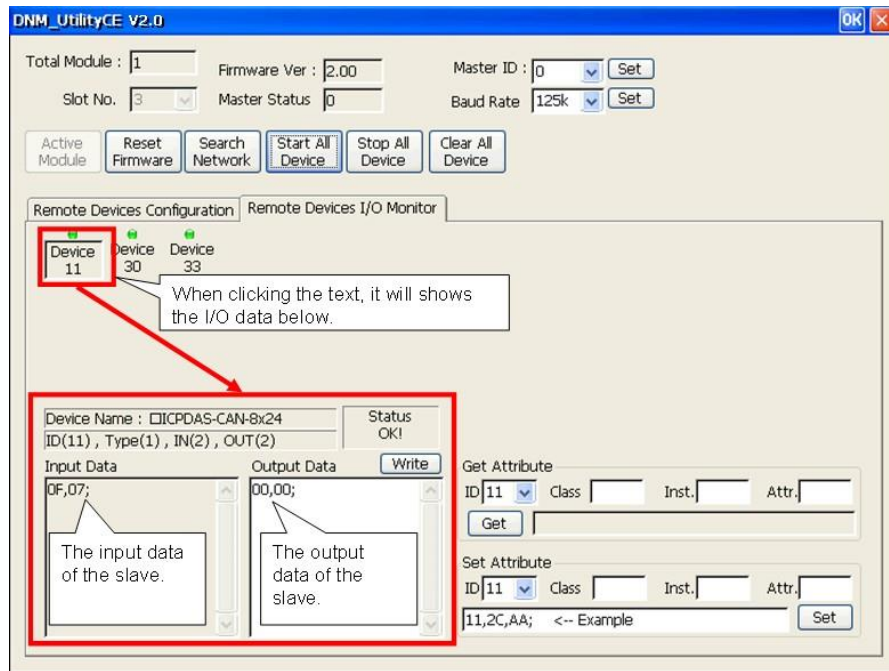 DNM_UtilityCE V2.0
OK
Total Module : 1
Firmware Ver : 2.00
Master ID : 0
Set
Slot No. 3
Master Status 0
Baud Rate 125k
Set
Active Module
Reset Firmware
Search Network
Start All Device
Stop All Device
Clear All Device
Remote Devices Configuration
Remote Devices I/O Monitor
Device 11
Device 30
Device 33
When clicking the text, it will shows
the I/O data below.
Device Name : □ICPDAS-CAN-8x24
ID(11) , Type(1) , IN(2) , OUT(2)
Status
OK!
Input Data
Output Data
Write
0F,07;
00,00;
The input data
of the slave.
The output
data of the
slave.
Get Attribute
ID 11 Class Inst. Attr.
Get
Set Attribute
ID 11 Class Inst. Attr.
11,2C,AA; <-- Example
Set